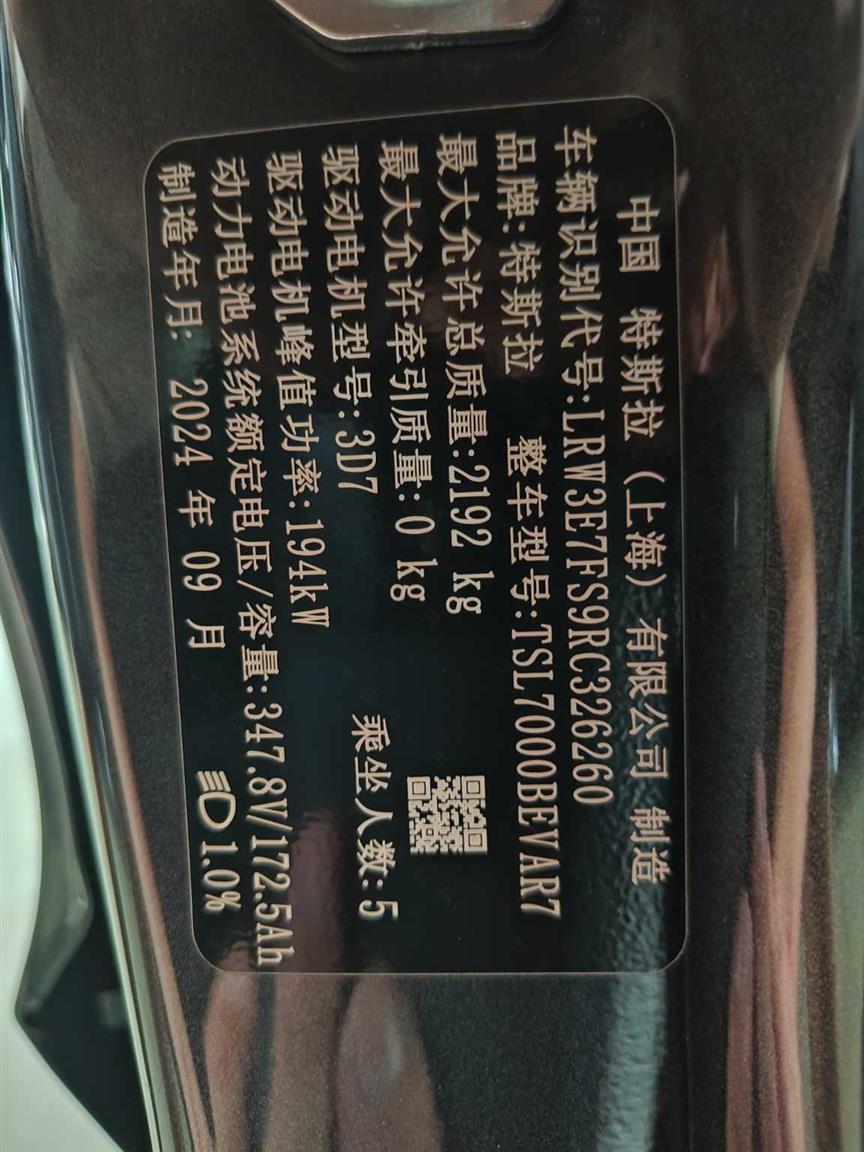 中国 特斯拉（上海）有限公司 制造
车辆识别代号:LRW3E7FS9RC326260
品牌:特斯拉 整车型号:TSL7000BEVAR7
最大允许总质量:2192 kg
最大允许牵引质量:0 kg
驱动电机型号:3D7 乘坐人数:5
驱动电机峰值功率:194kW
动力电池系统额定电压/容量:347.8V/172.5Ah
制造年月: 2024 年 09 月 1.0%